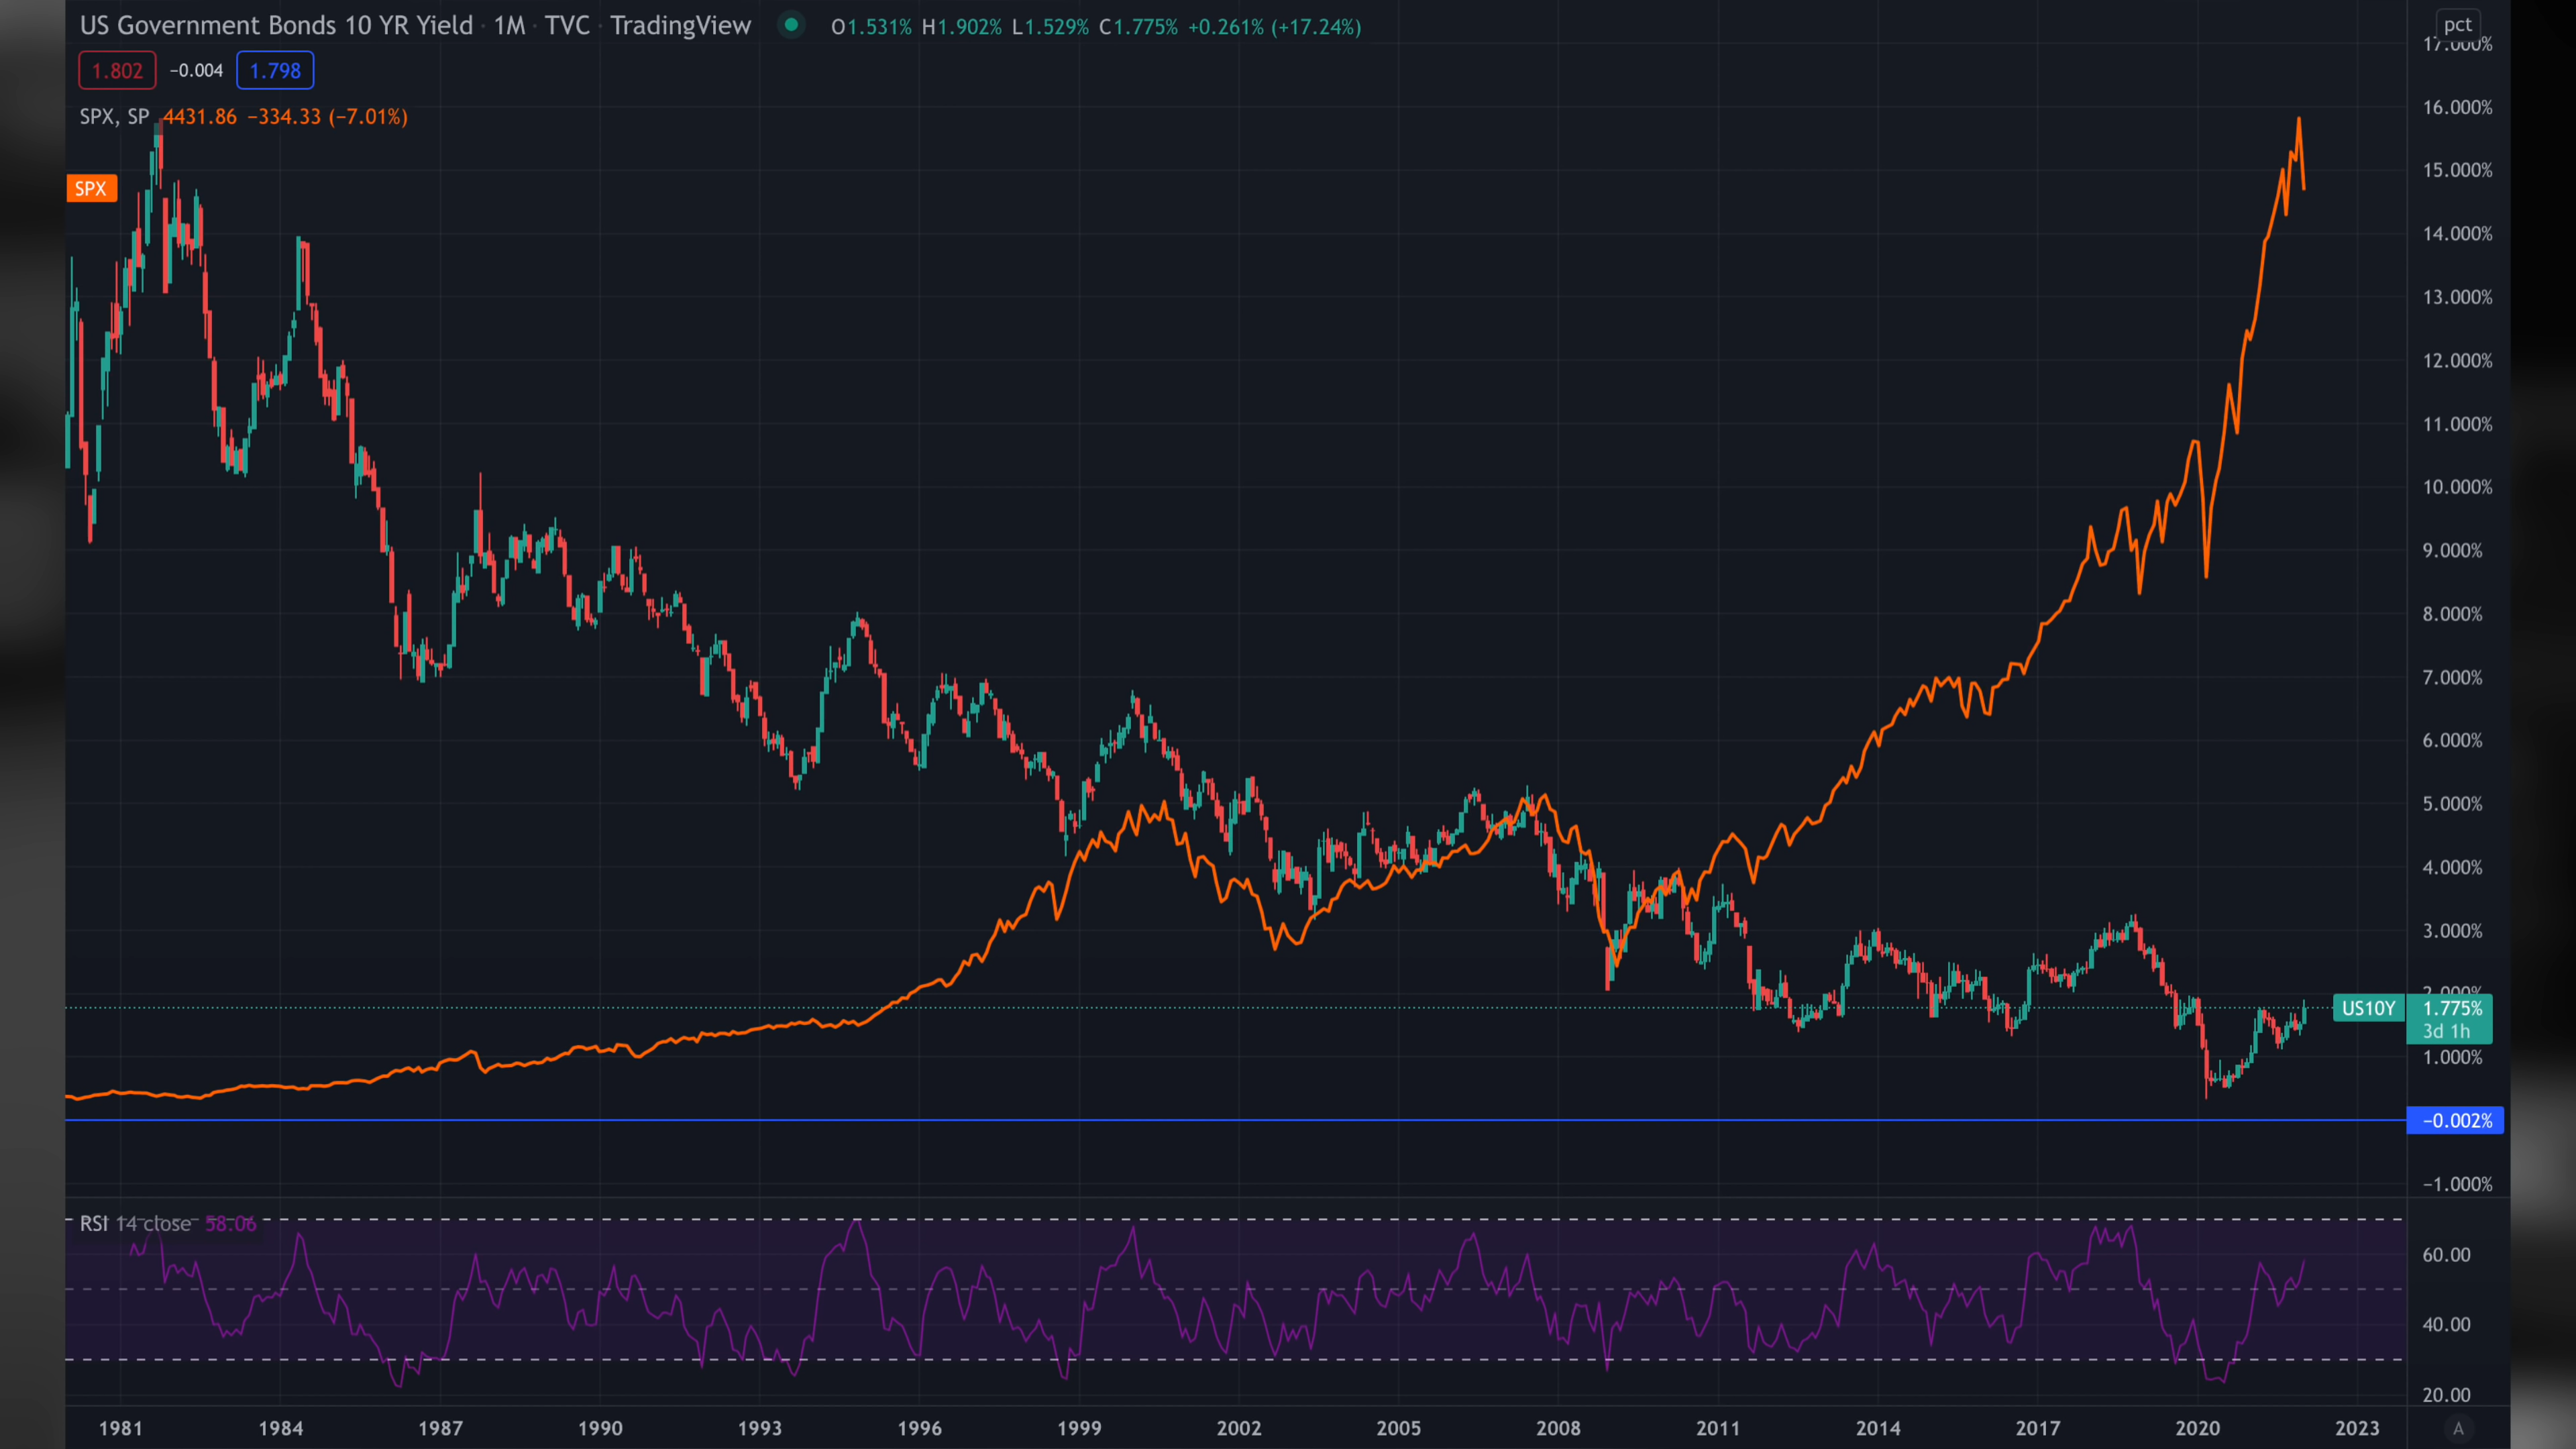 US Government Bonds 10 YR Yield · 1M · TVC · TradingView O1.531% H1.902% L1.529% C1.775% +0.261% (+17.24%)
pct
1.802 −0.004 1.798
SPX, SP 4431.86 −334.33 (−7.01%)
SPX
17.000%
16.000%
15.000%
14.000%
13.000%
12.000%
11.000%
10.000%
9.000%
8.000%
7.000%
6.000%
5.000%
4.000%
3.000%
2.000%
US10Y 1.775%
3d 1h
1.000%
−0.002%
−1.000%
RSI 14 close 58.06
60.00
40.00
20.00
1981 1984 1987 1990 1993 1996 1999 2002 2005 2008 2011 2014 2017 2020 2023 A